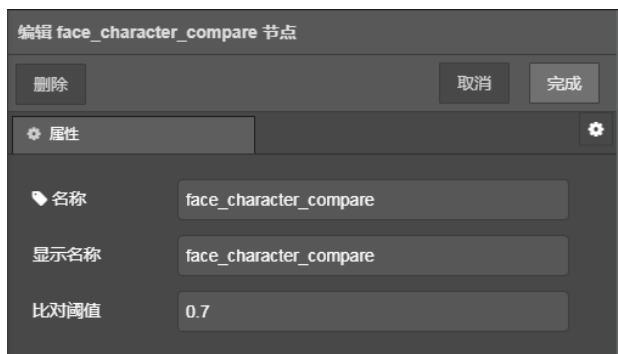 编辑 face_character_compare 节点
删除 取消 完成
属性
名称 face_character_compare
显示名称 face_character_compare
比对阈值 0.7